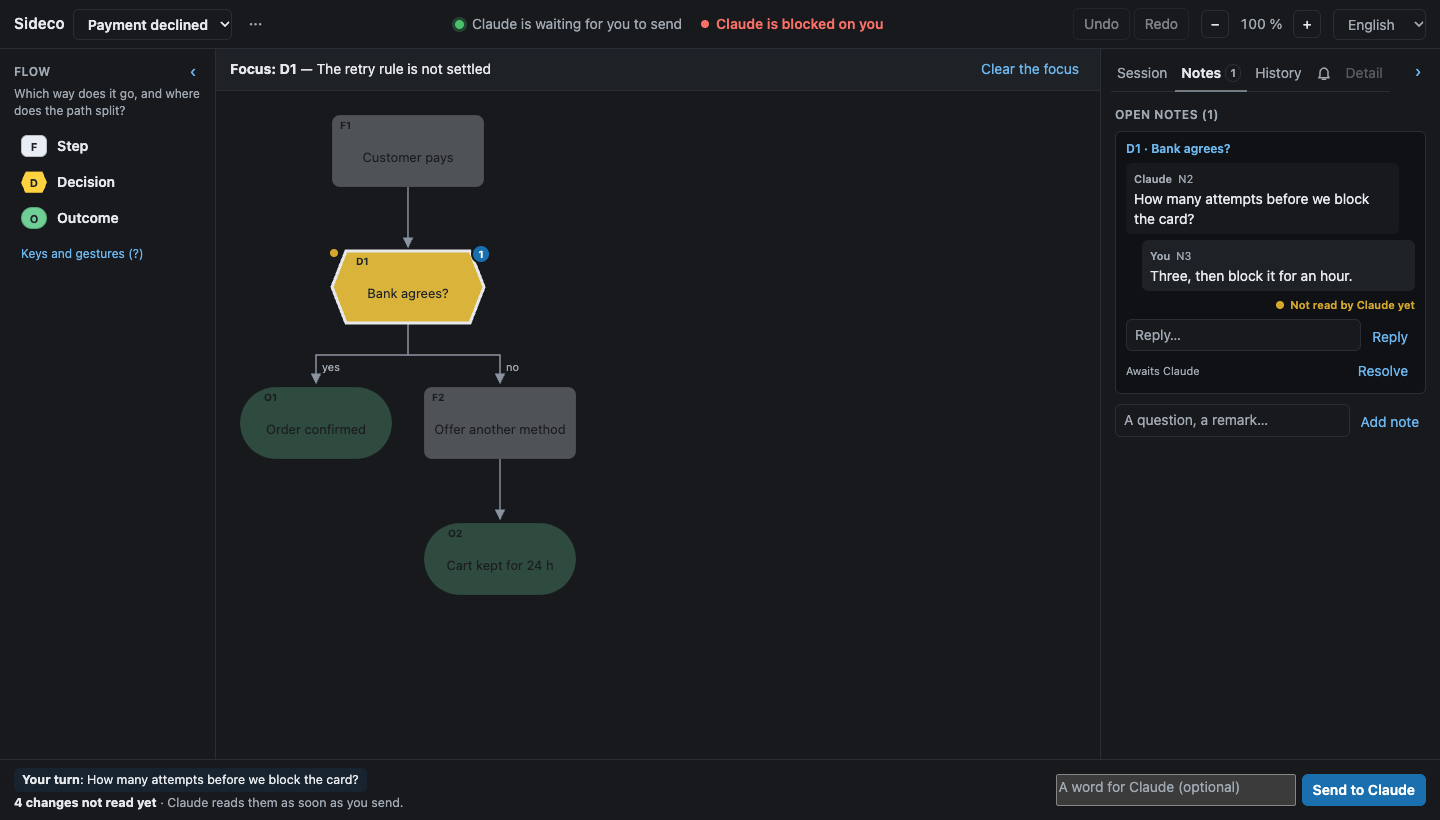 Sideco
Payment declined
...
Claude is waiting for you to send
Claude is blocked on you
Undo
Redo
−
100 %
+
English
FLOW
Which way does it go, and where
does the path split?
F Step
D Decision
O Outcome
Keys and gestures (?)
Focus: D1 — The retry rule is not settled
Clear the focus
F1
Customer pays
D1
1
Bank agrees?
yes
no
O1
Order confirmed
F2
Offer another method
O2
Cart kept for 24 h
Session
Notes 1
History
Detail
OPEN NOTES (1)
D1 · Bank agrees?
Claude N2
How many attempts before we block
the card?
You N3
Three, then block it for an hour.
Not read by Claude yet
Reply...
Reply
Awaits Claude
Resolve
A question, a remark...
Add note
Your turn: How many attempts before we block the card?
4 changes not read yet · Claude reads them as soon as you send.
A word for Claude (optional)
Send to Claude